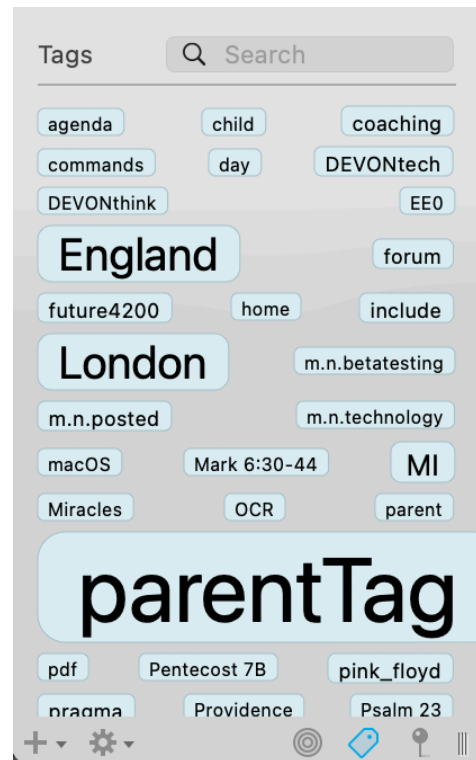 Tags Search
agenda child coaching
commands day DEVONtech
DEVONthink EE0
England forum
future4200 home include
London m.n.betatesting
m.n.posted m.n.technology
macOS Mark 6:30-44 MI
Miracles OCR parent
parentTag
pdf Pentecost 7B pink_floyd
pragma Providence Psalm 23